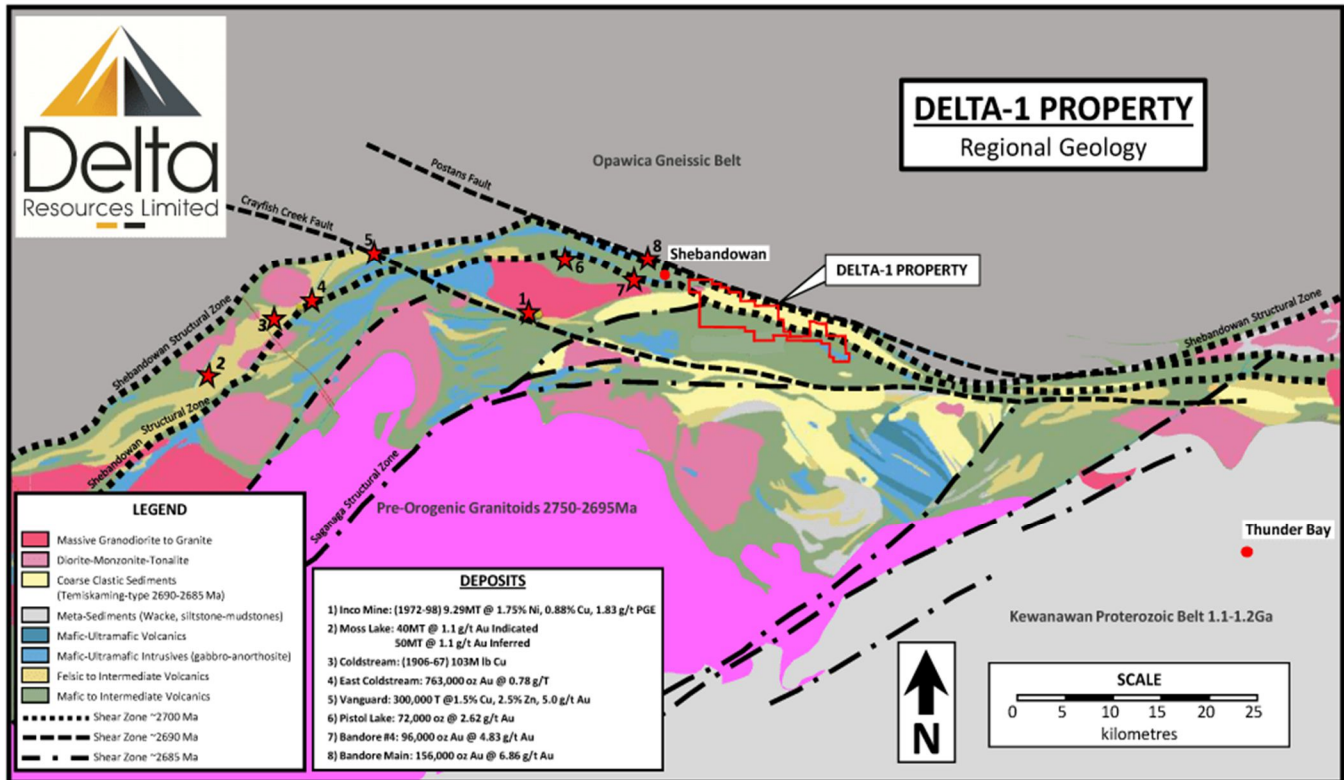 Delta
Resources Limited
DELTA-1 PROPERTY
Regional Geology
Opawica Gneissic Belt
Postans Fault
Crayfish Creek Fault
5
8
Shebandowan
6
7
DELTA-1 PROPERTY
4
3
1
2
Shebandowan Structural Zone
Shebandowan Structural Zone
Shebandowan Structural Zone
Saganaga Structural Zone
Pre-Orogenic Granitoids 2750-2695Ma
Thunder Bay
Kewanawan Proterozoic Belt 1.1-1.2Ga
LEGEND
Massive Granodiorite to Granite
Diorite-Monzonite-Tonalite
Coarse Clastic Sediments
(Temiskaming-type 2690-2685 Ma)
Meta-Sediments (Wacke, siltstone-mudstones)
Mafic-Ultramafic Volcanics
Mafic-Ultramafic Intrusives (gabbro-anorthosite)
Felsic to Intermediate Volcanics
Mafic to Intermediate Volcanics
Shear Zone ~2700 Ma
Shear Zone ~2690 Ma
Shear Zone ~2685 Ma
DEPOSITS
1) Inco Mine: (1972-98) 9.29MT @ 1.75% Ni, 0.88% Cu, 1.83 g/t PGE
2) Moss Lake: 40MT @ 1.1 g/t Au Indicated
50MT @ 1.1 g/t Au Inferred
3) Coldstream: (1906-67) 103M lb Cu
4) East Coldstream: 763,000 oz Au @ 0.78 g/T
5) Vanguard: 300,000 T @1.5% Cu, 2.5% Zn, 5.0 g/t Au
6) Pistol Lake: 72,000 oz @ 2.62 g/t Au
7) Bandore #4: 96,000 oz Au @ 4.83 g/t Au
8) Bandore Main: 156,000 oz Au @ 6.86 g/t Au
N
SCALE
0 5 10 15 20 25
kilometres